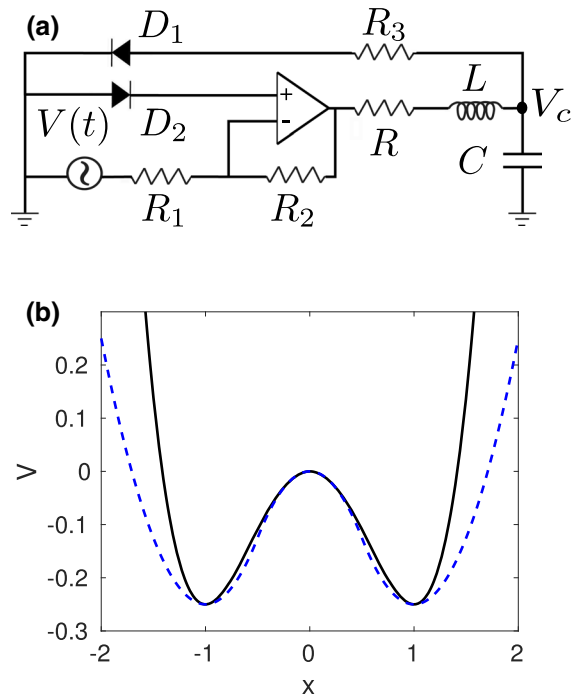 (a)
D₁
R₃
L
V(t)
D₂
+
-
R
V_c
C
R₁
R₂
(b)
0.2
0.1
0
-0.1
-0.2
-0.3
V
-2
-1
0
1
2
x